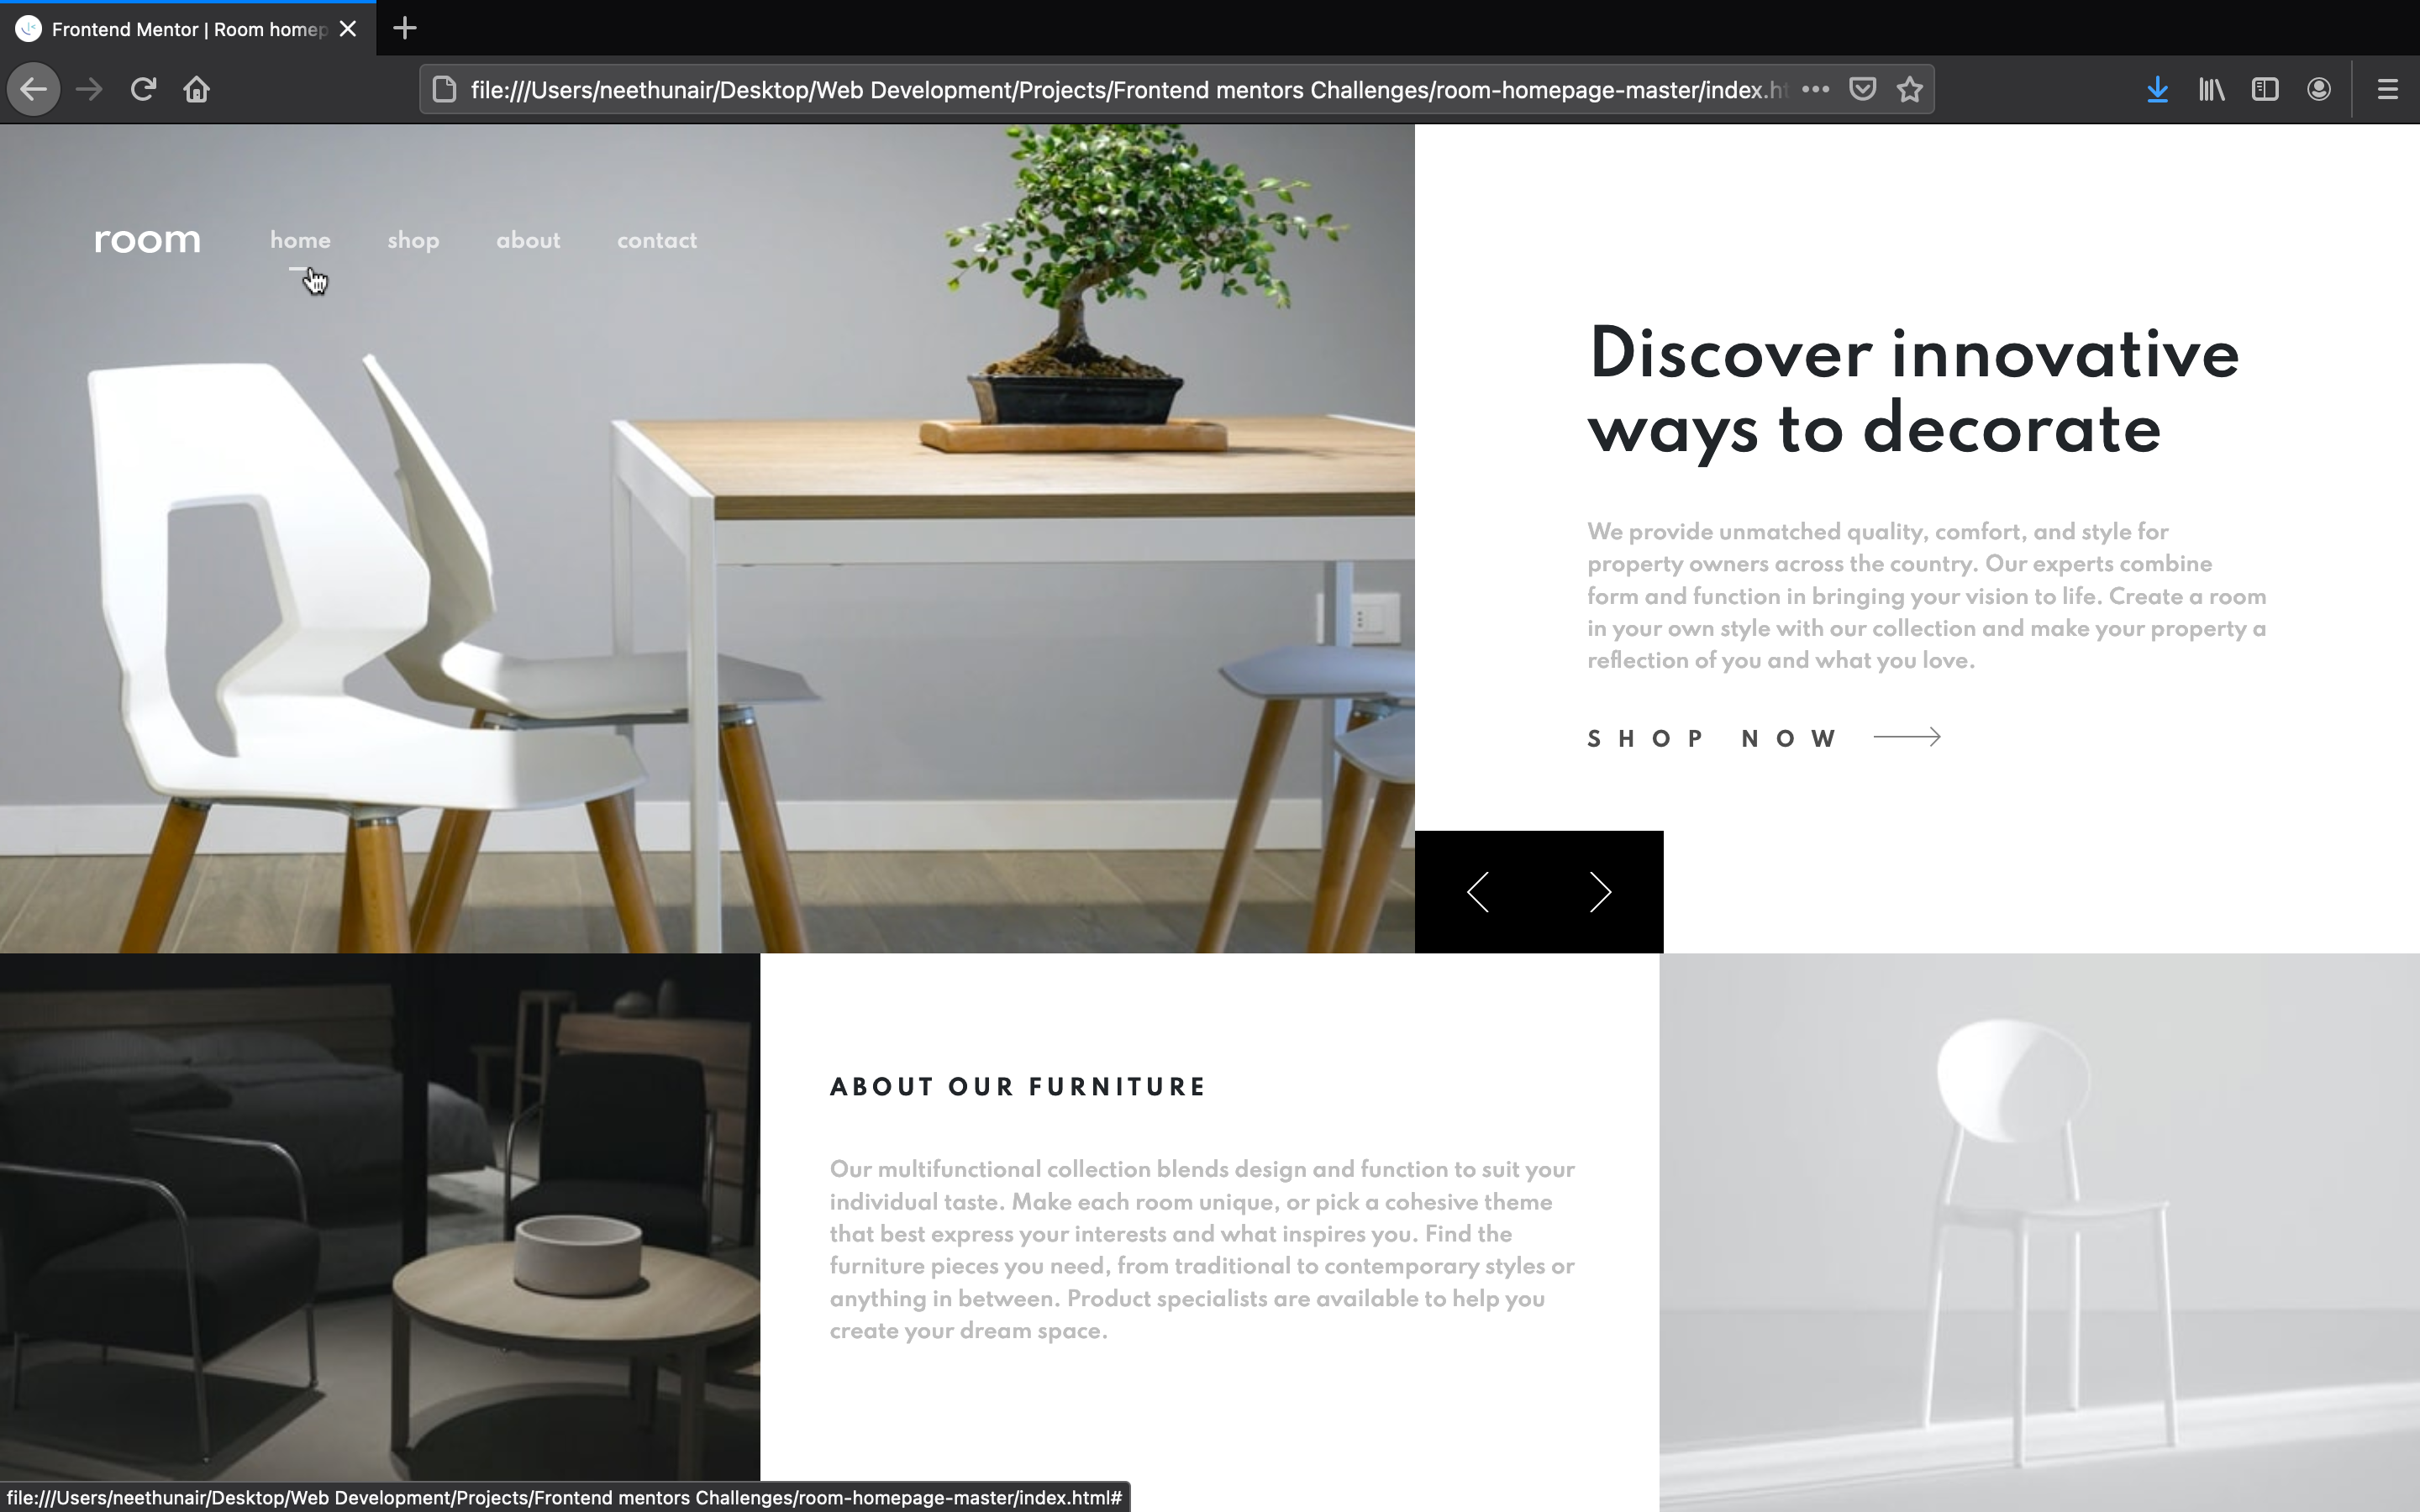 Frontend Mentor | Room homep
file:///Users/neethunair/Desktop/Web Development/Projects/Frontend mentors Challenges/room-homepage-master/index.ht
room home shop about contact
Discover innovative
ways to decorate
We provide unmatched quality, comfort, and style for
property owners across the country. Our experts combine
form and function in bringing your vision to life. Create a room
in your own style with our collection and make your property a
reflection of you and what you love.
SHOP NOW
ABOUT OUR FURNITURE
Our multifunctional collection blends design and function to suit your
individual taste. Make each room unique, or pick a cohesive theme
that best express your interests and what inspires you. Find the
furniture pieces you need, from traditional to contemporary styles or
anything in between. Product specialists are available to help you
create your dream space.
file:///Users/neethunair/Desktop/Web Development/Projects/Frontend mentors Challenges/room-homepage-master/index.html#